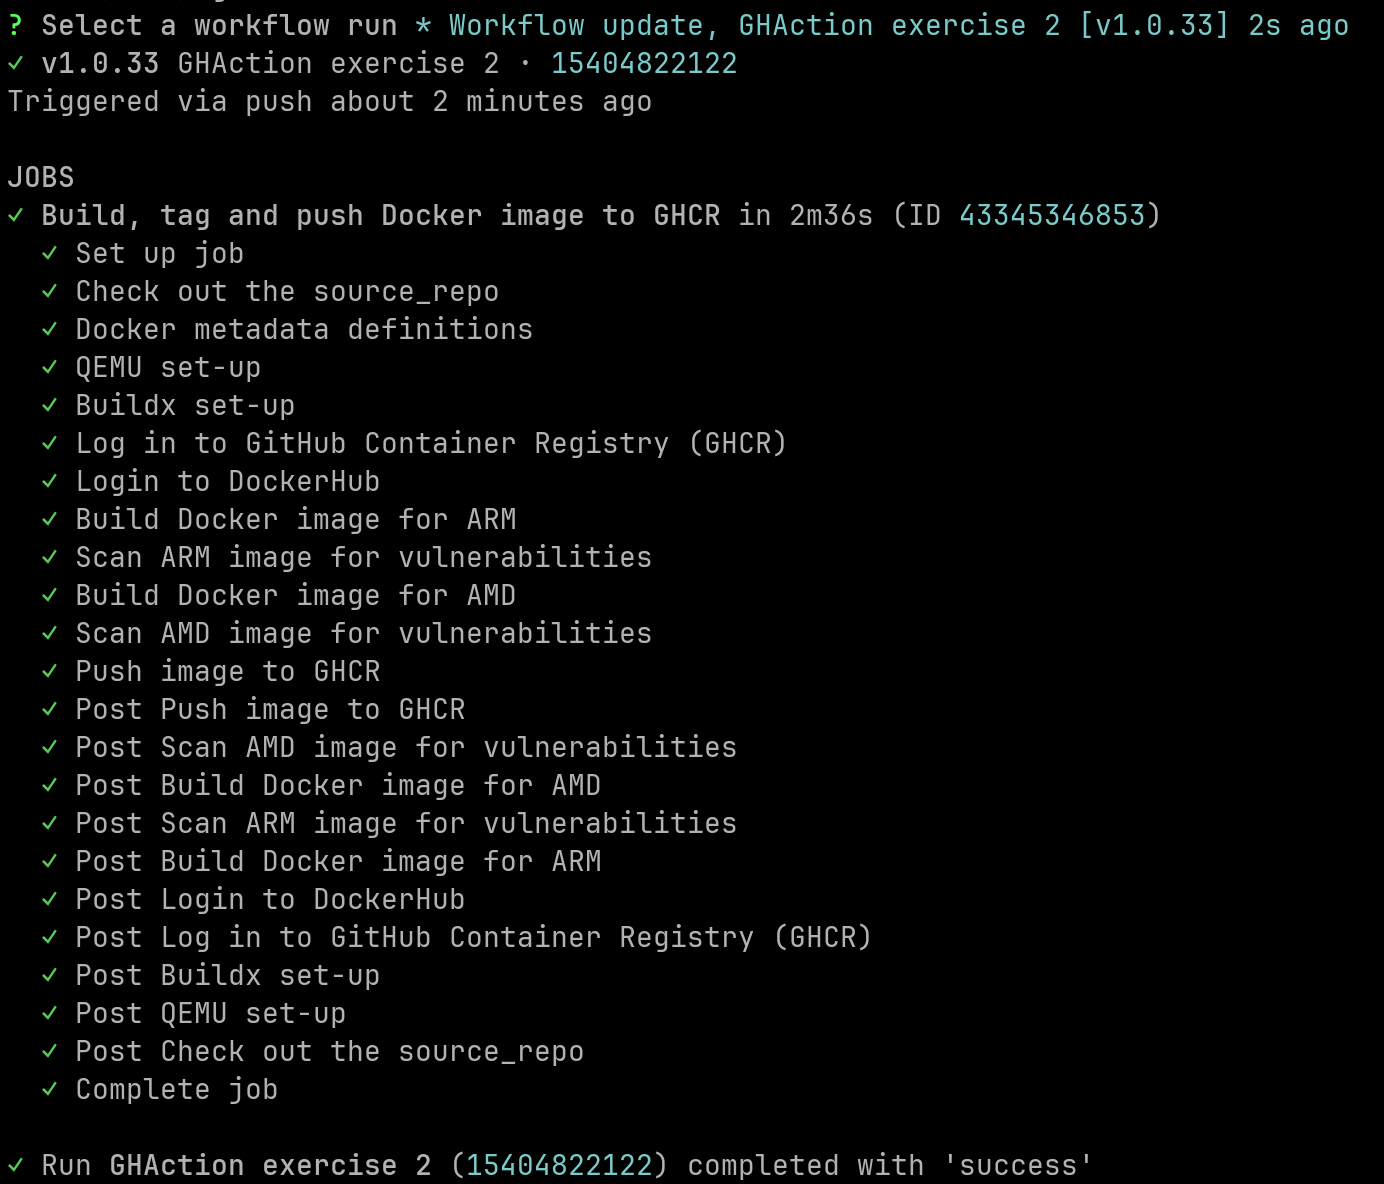 ? Select a workflow run * Workflow update, GHAction exercise 2 [v1.0.33] 2s ago
✓ v1.0.33 GHAction exercise 2 · 15404822122
Triggered via push about 2 minutes ago
JOBS
✓ Build, tag and push Docker image to GHCR in 2m36s (ID 43345346853)
✓ Set up job
✓ Check out the source_repo
✓ Docker metadata definitions
✓ QEMU set-up
✓ Buildx set-up
✓ Log in to GitHub Container Registry (GHCR)
✓ Login to DockerHub
✓ Build Docker image for ARM
✓ Scan ARM image for vulnerabilities
✓ Build Docker image for AMD
✓ Scan AMD image for vulnerabilities
✓ Push image to GHCR
✓ Post Push image to GHCR
✓ Post Scan AMD image for vulnerabilities
✓ Post Build Docker image for AMD
✓ Post Scan ARM image for vulnerabilities
✓ Post Build Docker image for ARM
✓ Post Login to DockerHub
✓ Post Log in to GitHub Container Registry (GHCR)
✓ Post Buildx set-up
✓ Post QEMU set-up
✓ Post Check out the source_repo
✓ Complete job
✓ Run GHAction exercise 2 (15404822122) completed with 'success'